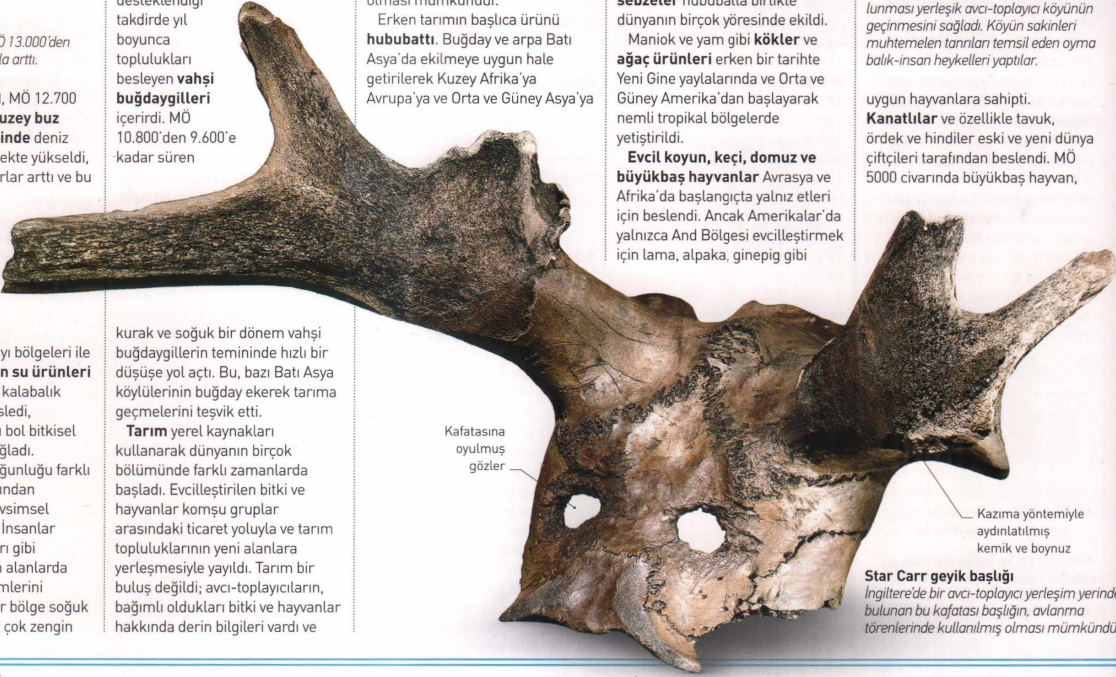 Ö 13.000'den
la arttı.
, MÖ 12.700
uzey buz
inde deniz
ekte yükseldi,
rlar arttı ve bu
yı bölgeleri ile
n su ürünleri
kalabalık
sledi,
ı bol bitkisel
ğladı.
ğunluğu farklı
ından
vsimsel
İnsanlar
rı gibi
n alanlarda
mlerini
r bölge soğuk
çok zengin
desteklendiği
takdirde yıl
boyunca
toplulukları
besleyen vahşi
buğdaygilleri
içerirdi. MÖ
10.800'den 9.600'e
kadar süren
kurak ve soğuk bir dönem vahşi
buğdaygillerin temininde hızlı bir
düşüşe yol açtı. Bu, bazı Batı Asya
köylülerinin buğday ekerek tarıma
geçmelerini teşvik etti.
Tarım yerel kaynakları
kullanarak dünyanın birçok
bölümünde farklı zamanlarda
başladı. Evcilleştirilen bitki ve
hayvanlar komşu gruplar
arasındaki ticaret yoluyla ve tarım
topluluklarının yeni alanlara
yerleşmesiyle yayıldı. Tarım bir
buluş değildi; avcı-toplayıcıların,
bağımlı oldukları bitki ve hayvanlar
hakkında derin bilgileri vardı ve
olması mümkündür.
Erken tarımın başlıca ürünü
hububattı. Buğday ve arpa Batı
Asya'da ekilmeye uygun hale
getirilerek Kuzey Afrika'ya
Avrupa'ya ve Orta ve Güney Asya'ya
sebzeler hububatla birlikte
dünyanın birçok yöresinde ekildi.
Maniok ve yam gibi kökler ve
ağaç ürünleri erken bir tarihte
Yeni Gine yaylalarında ve Orta ve
Güney Amerika'dan başlayarak
nemli tropikal bölgelerde
yetiştirildi.
Evcil koyun, keçi, domuz ve
büyükbaş hayvanlar Avrasya ve
Afrika'da başlangıçta yalnız etleri
için beslendi. Ancak Amerikalar'da
yalnızca And Bölgesi evcilleştirmek
için lama, alpaka, ginepig gibi
lunması yerleşik avcı-toplayıcı köyünün
geçinmesini sağladı. Köyün sakinleri
muhtemelen tanrıları temsil eden oyma
balık-insan heykelleri yaptılar.
uygun hayvanlara sahipti.
Kanatlılar ve özellikle tavuk,
ördek ve hindiler eski ve yeni dünya
çiftçileri tarafından beslendi. MÖ
5000 civarında büyükbaş hayvan,
Kafatasına
oyulmuş
gözler
Kazıma yöntemiyle
aydınlatılmış
kemik ve boynuz
Star Carr geyik başlığı
İngiltere'de bir avcı-toplayıcı yerleşim yerinde
bulunan bu kafatası başlığın, avlanma
törenlerinde kullanılmış olması mümkündü